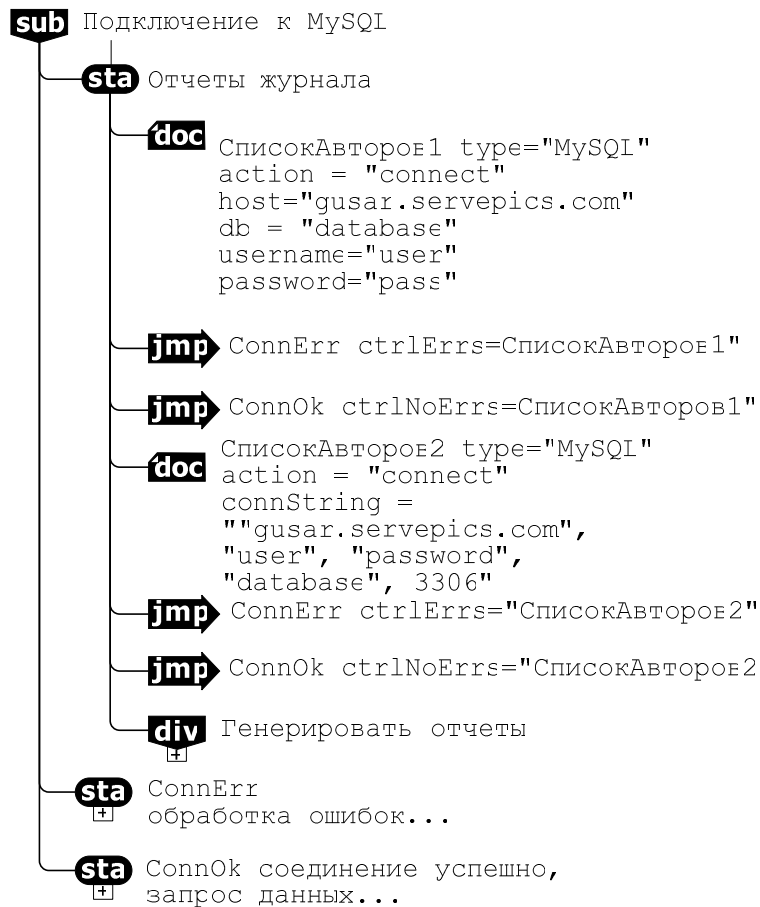 sub Подключение к MySQL
sta Отчеты журнала
doc СписокАвторов1 type="MySQL"
action = "connect"
host="gusar.servepics.com"
db = "database"
username="user"
password="pass"
jmp ConnErr ctrlErrs=СписокАвторов1"
jmp ConnOk ctrlNoErrs=СписокАвторов1"
doc СписокАвторов2 type="MySQL"
action = "connect"
connString =
""gusar.servepics.com",
"user", "password",
"database", 3306"
jmp ConnErr ctrlErrs="СписокАвторов2"
jmp ConnOk ctrlNoErrs="СписокАвторов2
div Генерировать отчеты
sta ConnErr
обработка ошибок...
sta ConnOk соединение успешно,
запрос данных...